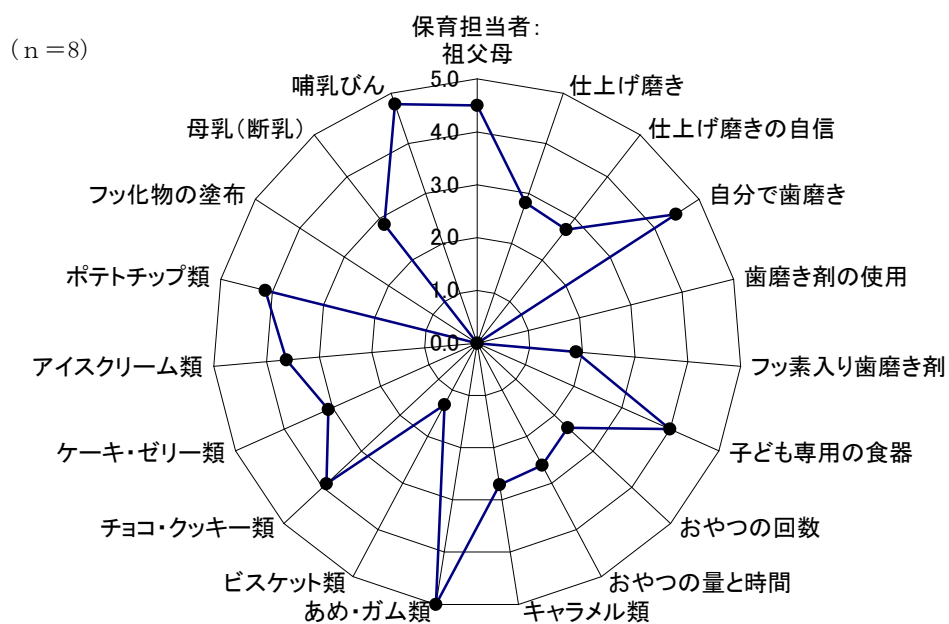 (n=8)
保育担当者:
祖父母
仕上げ磨き
仕上げ磨きの自信
自分で歯磨き
歯磨き剤の使用
フッ素入り歯磨き剤
子ども専用の食器
おやつの回数
おやつの量と時間
キャラメル類
あめ・ガム類
ビスケット類
チョコ・クッキー類
ケーキ・ゼリー類
アイスクリーム類
ポテトチップ類
フッ化物の塗布
母乳(断乳)
哺乳びん
5.0
4.0
3.0
2.0
1.0
0.0